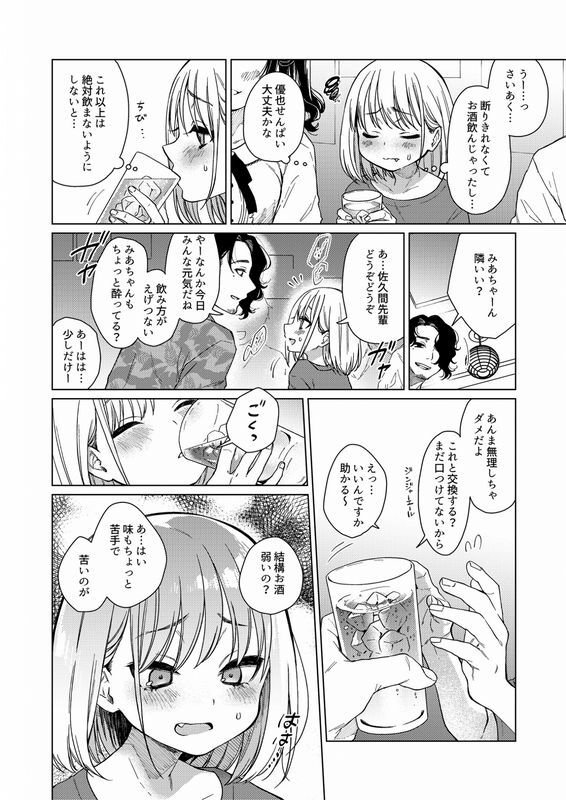 うー…っ
さいあく…
断りきれなくて
お酒飲んじゃったし…
優也せんぱい
大丈夫かな
これ以上は
絶対飲まないように
しないと…
ちび…
みあちゃーん
隣いい？
あ…佐久間先輩
どうぞどうぞ
ガヤ
ガヤ
やーなんか今日
みんな元気だね
飲み方が
えげつない
みあちゃんも
ちょっと酔ってる？
あーはは…
少しだけー
あんま無理しちゃ
ダメだよ
これと交換する？
まだ口つけてないから
ジンジャーエール
えっ…
いいんですか
助かる～
ごくっ
結構お酒
弱いの？
あ…はい
味もちょっと
苦手で
苦いのが
はは…